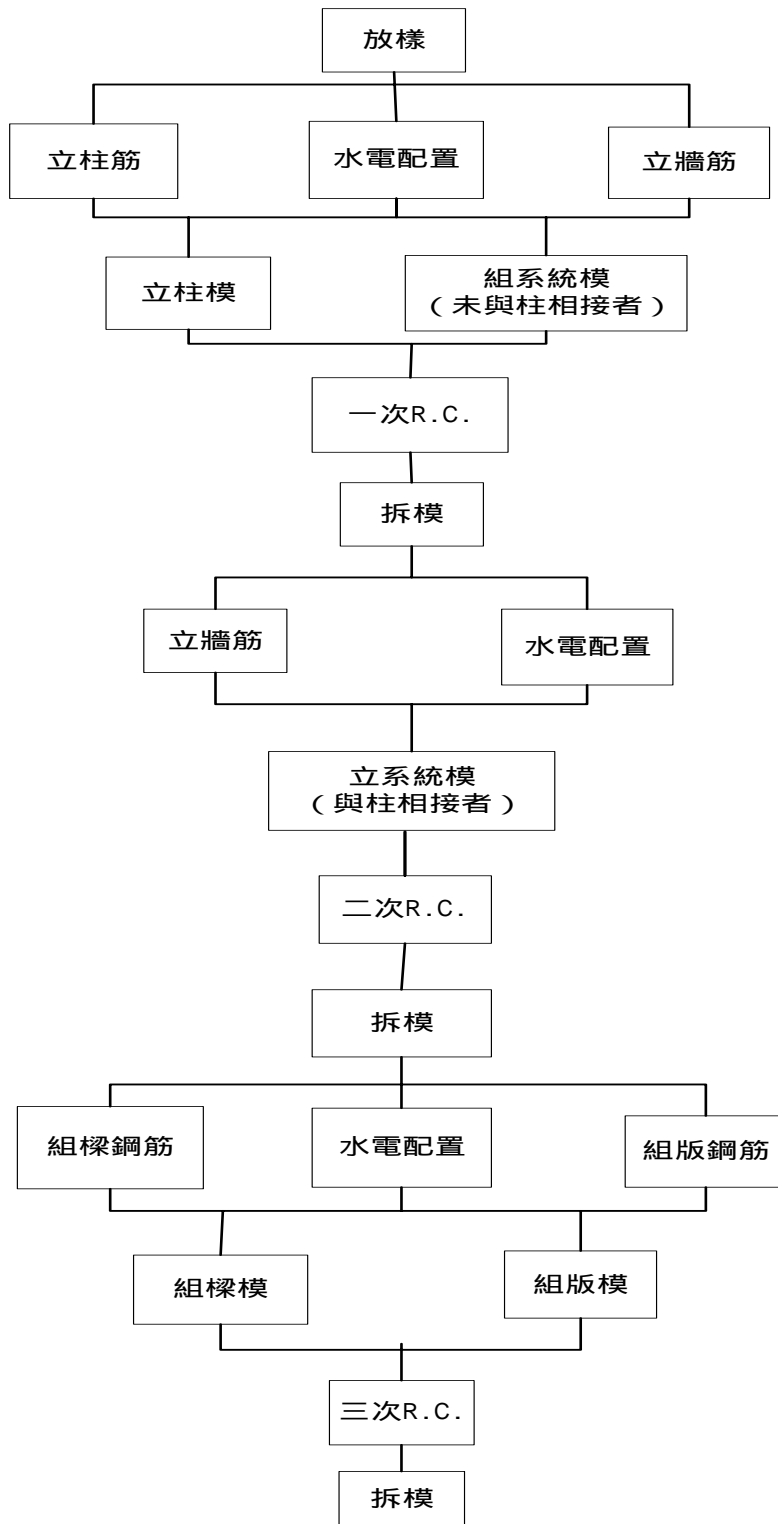 放樣
立柱筋
水電配置
立牆筋
立柱模
組系統模
（未與柱相接者）
一次R.C.
拆模
立牆筋
水電配置
立系統模
（與柱相接者）
二次R.C.
拆模
組樑鋼筋
水電配置
組版鋼筋
組樑模
組版模
三次R.C.
拆模